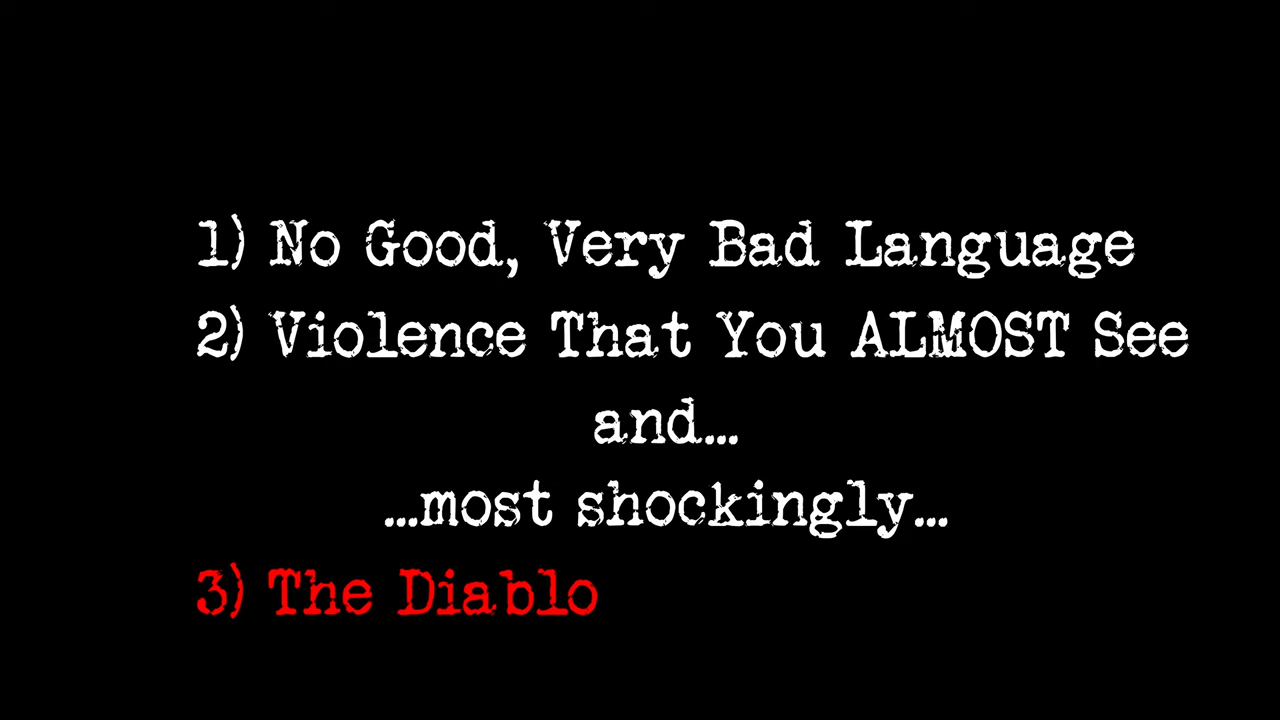 1) No Good, Very Bad Language
2) Violence That You ALMOST See
and...
...most shockingly...
3) The Diablo